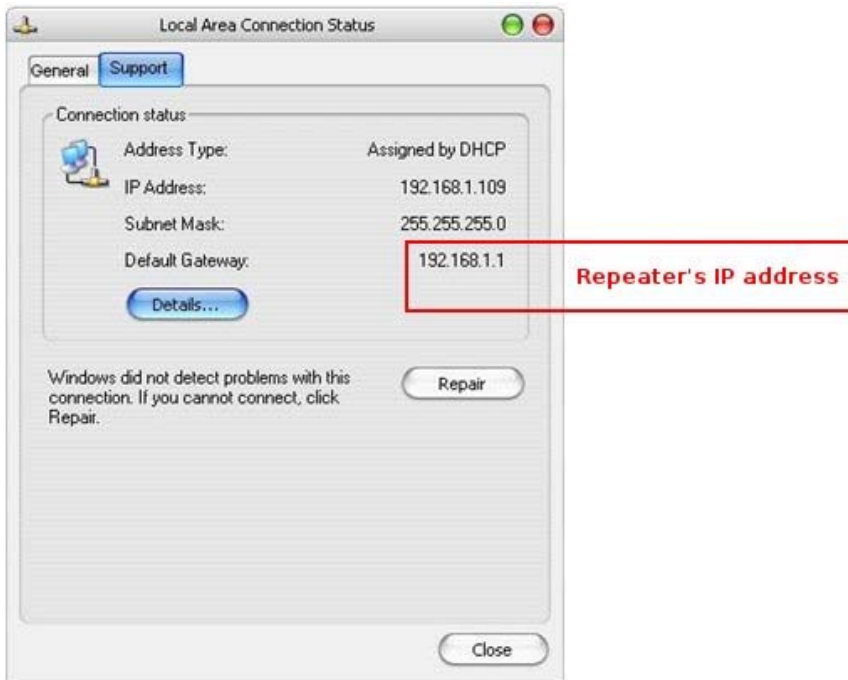 Local Area Connection Status
General Support
Connection status
Address Type: Assigned by DHCP
IP Address: 192.168.1.109
Subnet Mask: 255.255.255.0
Default Gateway: 192.168.1.1
Repeater's IP address
Details...
Windows did not detect problems with this
connection. If you cannot connect, click
Repair.
Repair
Close